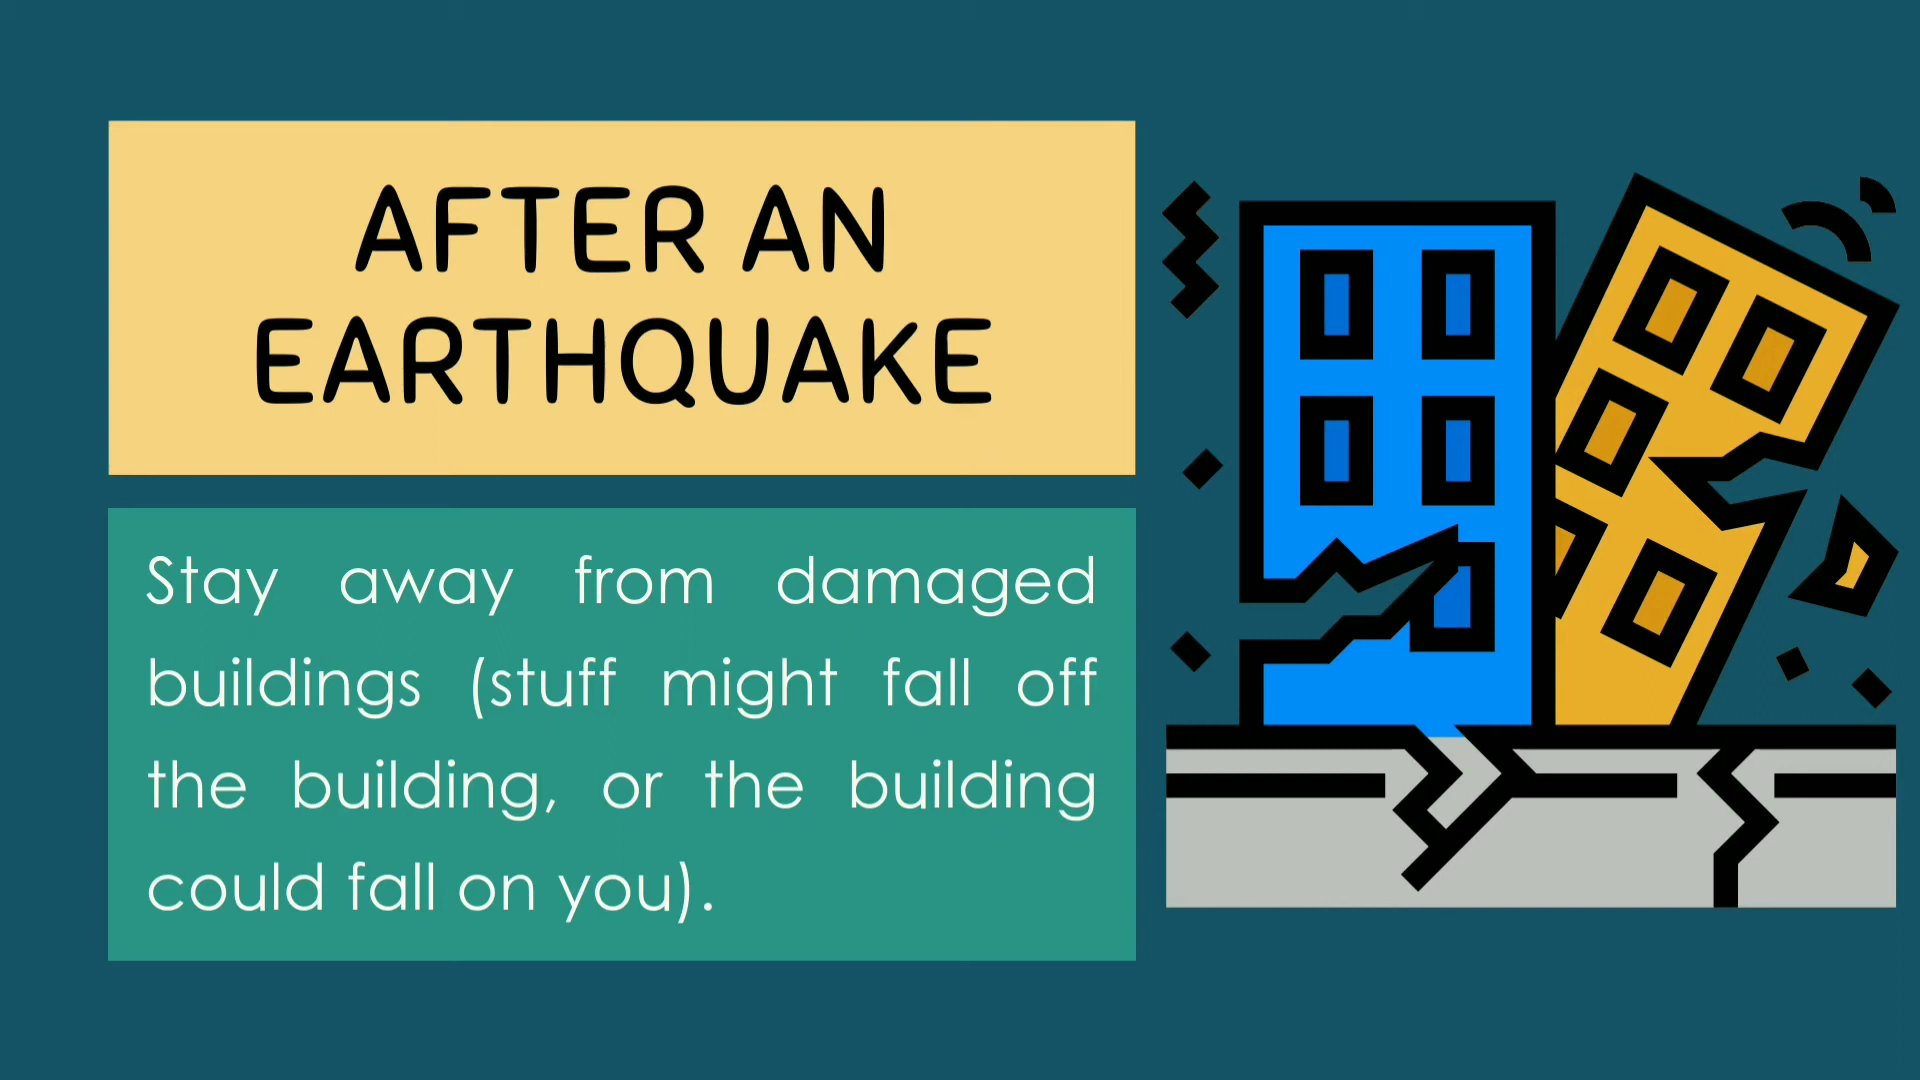 AFTER AN
EARTHQUAKE
Stay away from damaged
buildings (stuff might fall off
the building, or the building
could fall on you).